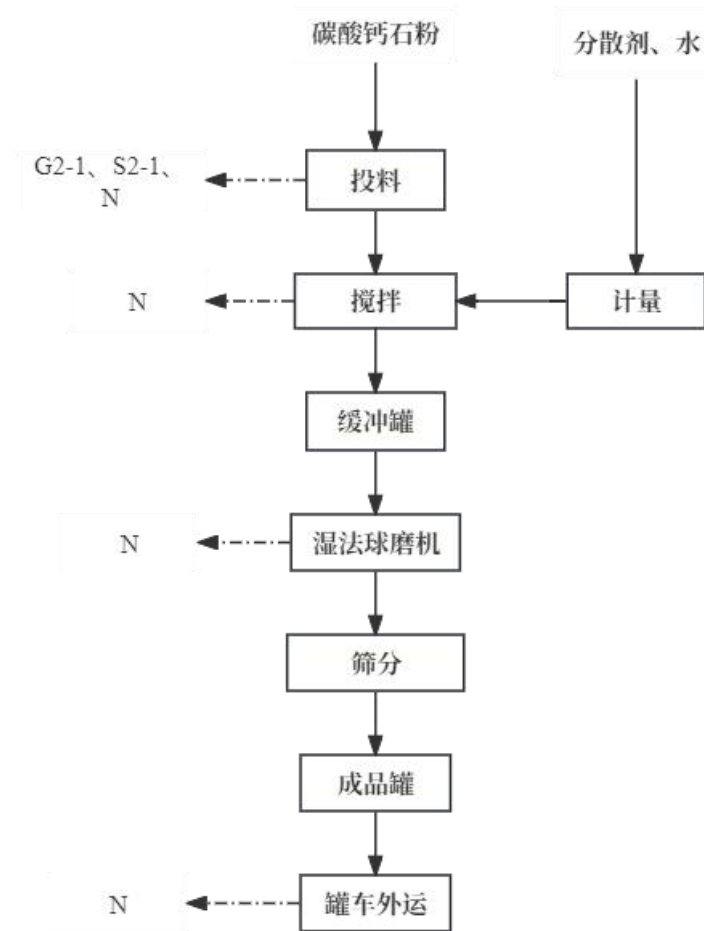 碳酸钙石粉
分散剂、水
G2-1、S2-1、
N
投料
N
搅拌
计量
缓冲罐
N
湿法球磨机
筛分
成品罐
N
罐车外运